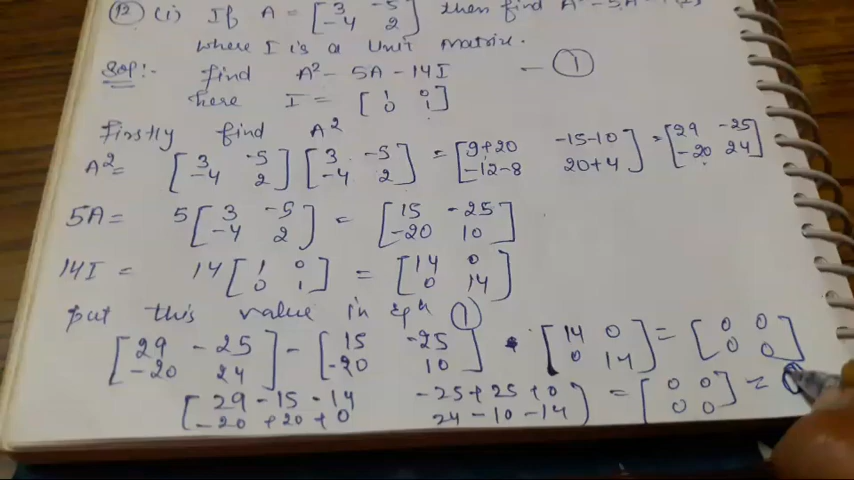 12 (i) If A = [3 -5 -4 2] then find A² - 5A - 14I
where I is a Unit matrix.
Sol:- find A² - 5A - 14I — 1
here I = [1 0 0 1]
Firstly find A²
A² = [3 -5 -4 2] [3 -5 -4 2] = [9+20 -15-10 -12-8 20+4] = [29 -25 -20 24]
5A = 5 [3 -5 -4 2] = [15 -25 -20 10]
14I = 14 [1 0 0 1] = [14 0 0 14]
put this value in eqn 1
[29 -25 -20 24] - [15 -25 -20 10] - [14 0 0 14] = [0 0 0 0]
[29-15-14 -25+25+0 -20+20+0 24-10-14] = [0 0 0 0] = 0